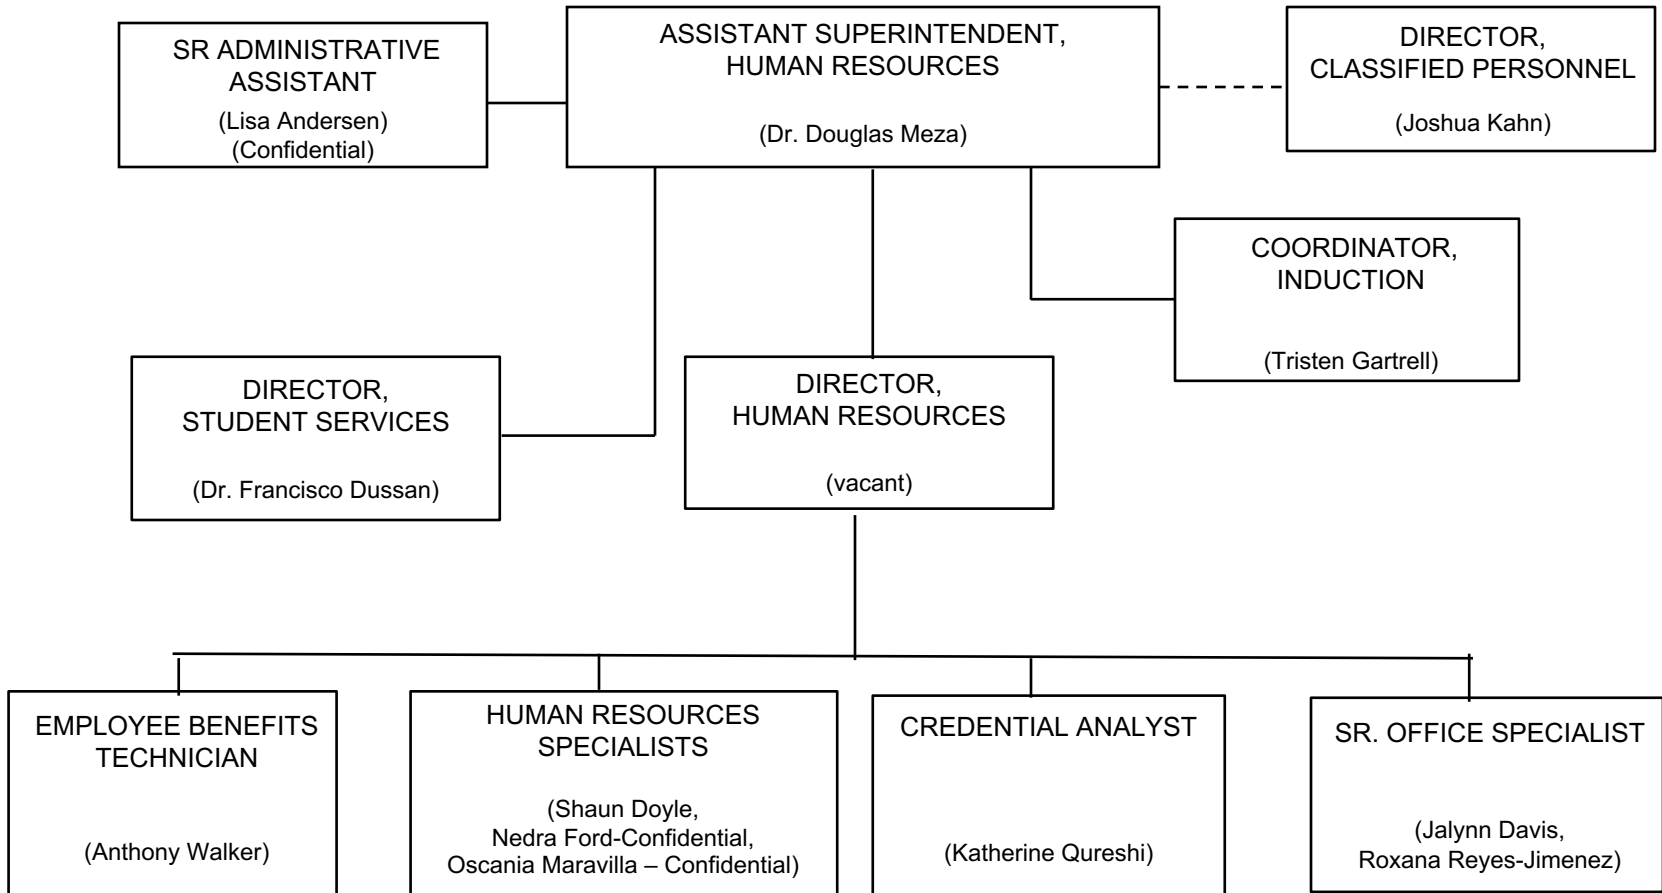 SR ADMINISTRATIVE
ASSISTANT
(Lisa Andersen)
(Confidential)
ASSISTANT SUPERINTENDENT,
HUMAN RESOURCES
(Dr. Douglas Meza)
DIRECTOR,
CLASSIFIED PERSONNEL
(Joshua Kahn)
COORDINATOR,
INDUCTION
(Tristen Gartrell)
DIRECTOR,
STUDENT SERVICES
(Dr. Francisco Dussan)
DIRECTOR,
HUMAN RESOURCES
(vacant)
EMPLOYEE BENEFITS
TECHNICIAN
(Anthony Walker)
HUMAN RESOURCES
SPECIALISTS
(Shaun Doyle,
Nedra Ford-Confidential,
Oscania Maravilla – Confidential)
CREDENTIAL ANALYST
(Katherine Qureshi)
SR. OFFICE SPECIALIST
(Jalynn Davis,
Roxana Reyes-Jimenez)